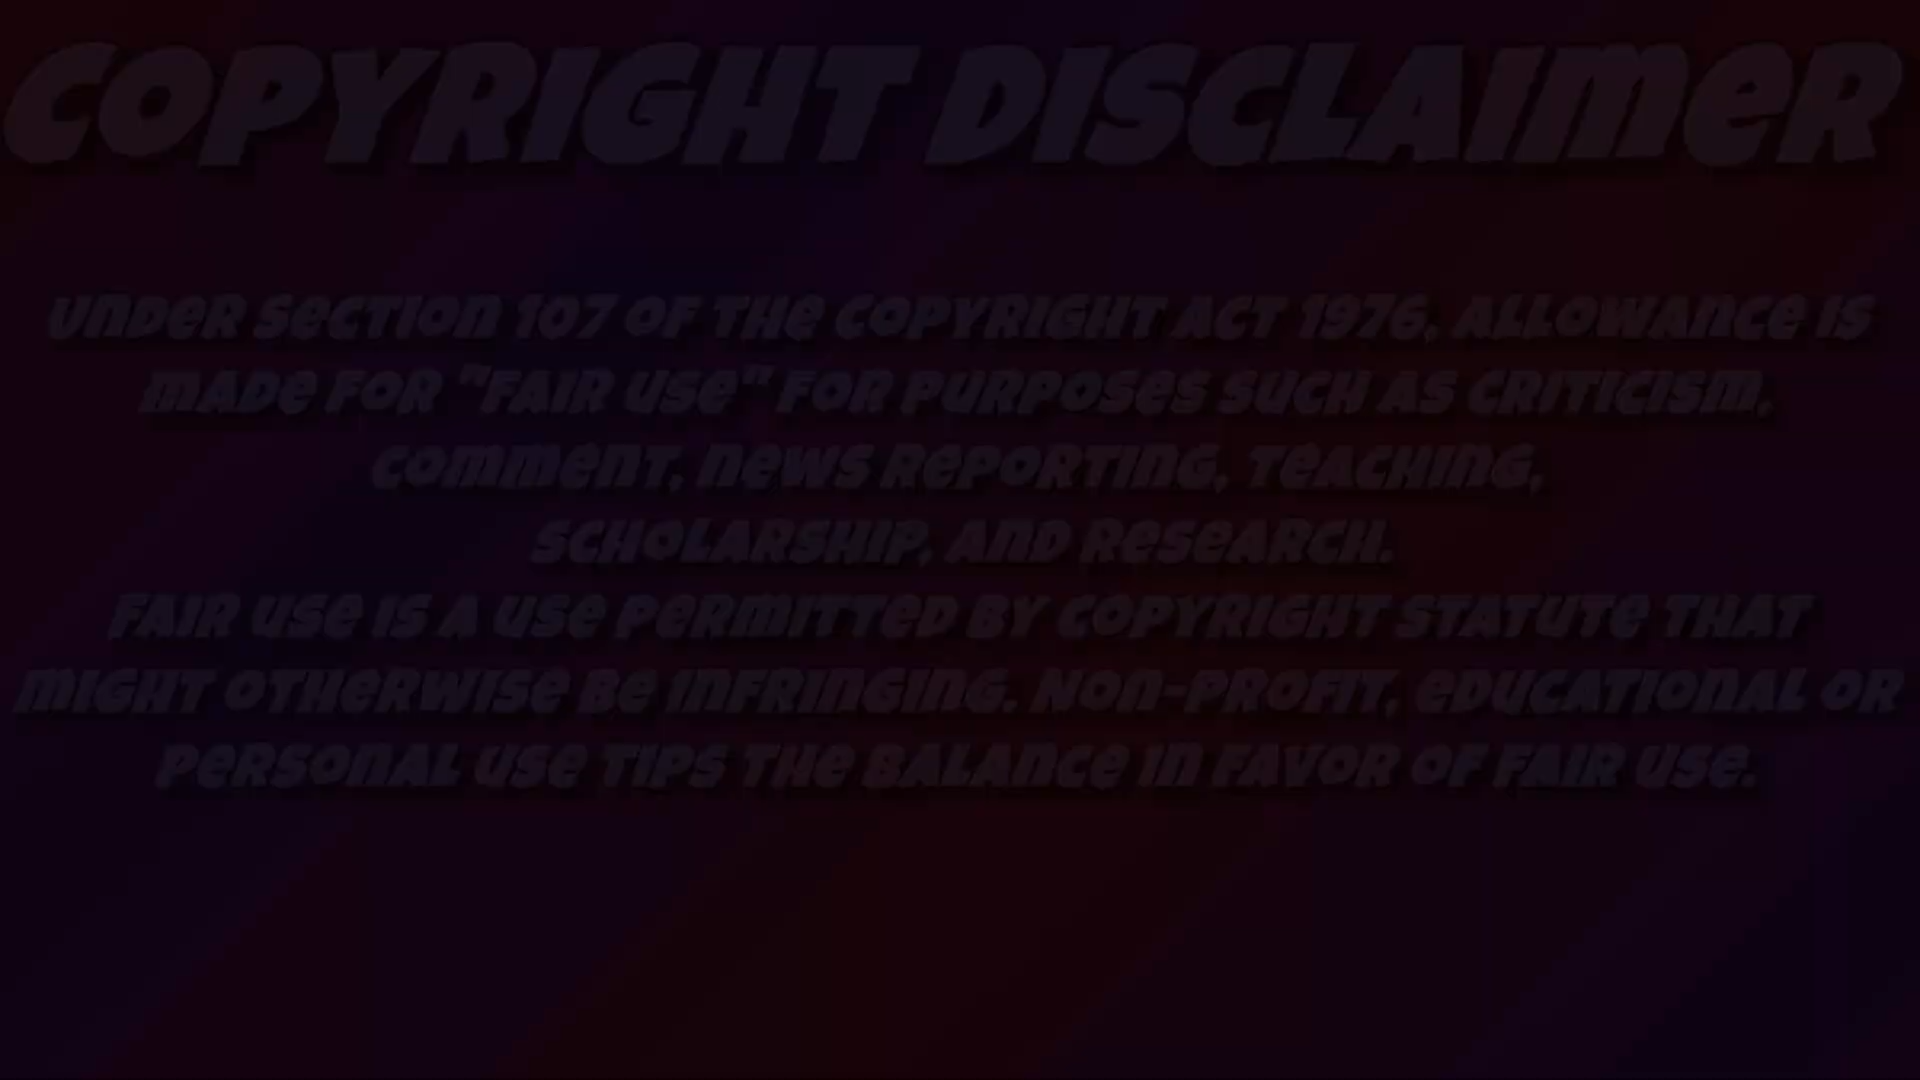 COPYRIGHT DISCLAIMER
UNDER SECTION 107 OF THE COPYRIGHT ACT 1976, ALLOWANCE IS
MADE FOR "FAIR USE" FOR PURPOSES SUCH AS CRITICISM,
COMMENT, NEWS REPORTING, TEACHING,
SCHOLARSHIP, AND RESEARCH.
FAIR USE IS A USE PERMITTED BY COPYRIGHT STATUTE THAT
MIGHT OTHERWISE BE INFRINGING. NON-PROFIT, EDUCATIONAL OR
PERSONAL USE TIPS THE BALANCE IN FAVOR OF FAIR USE.